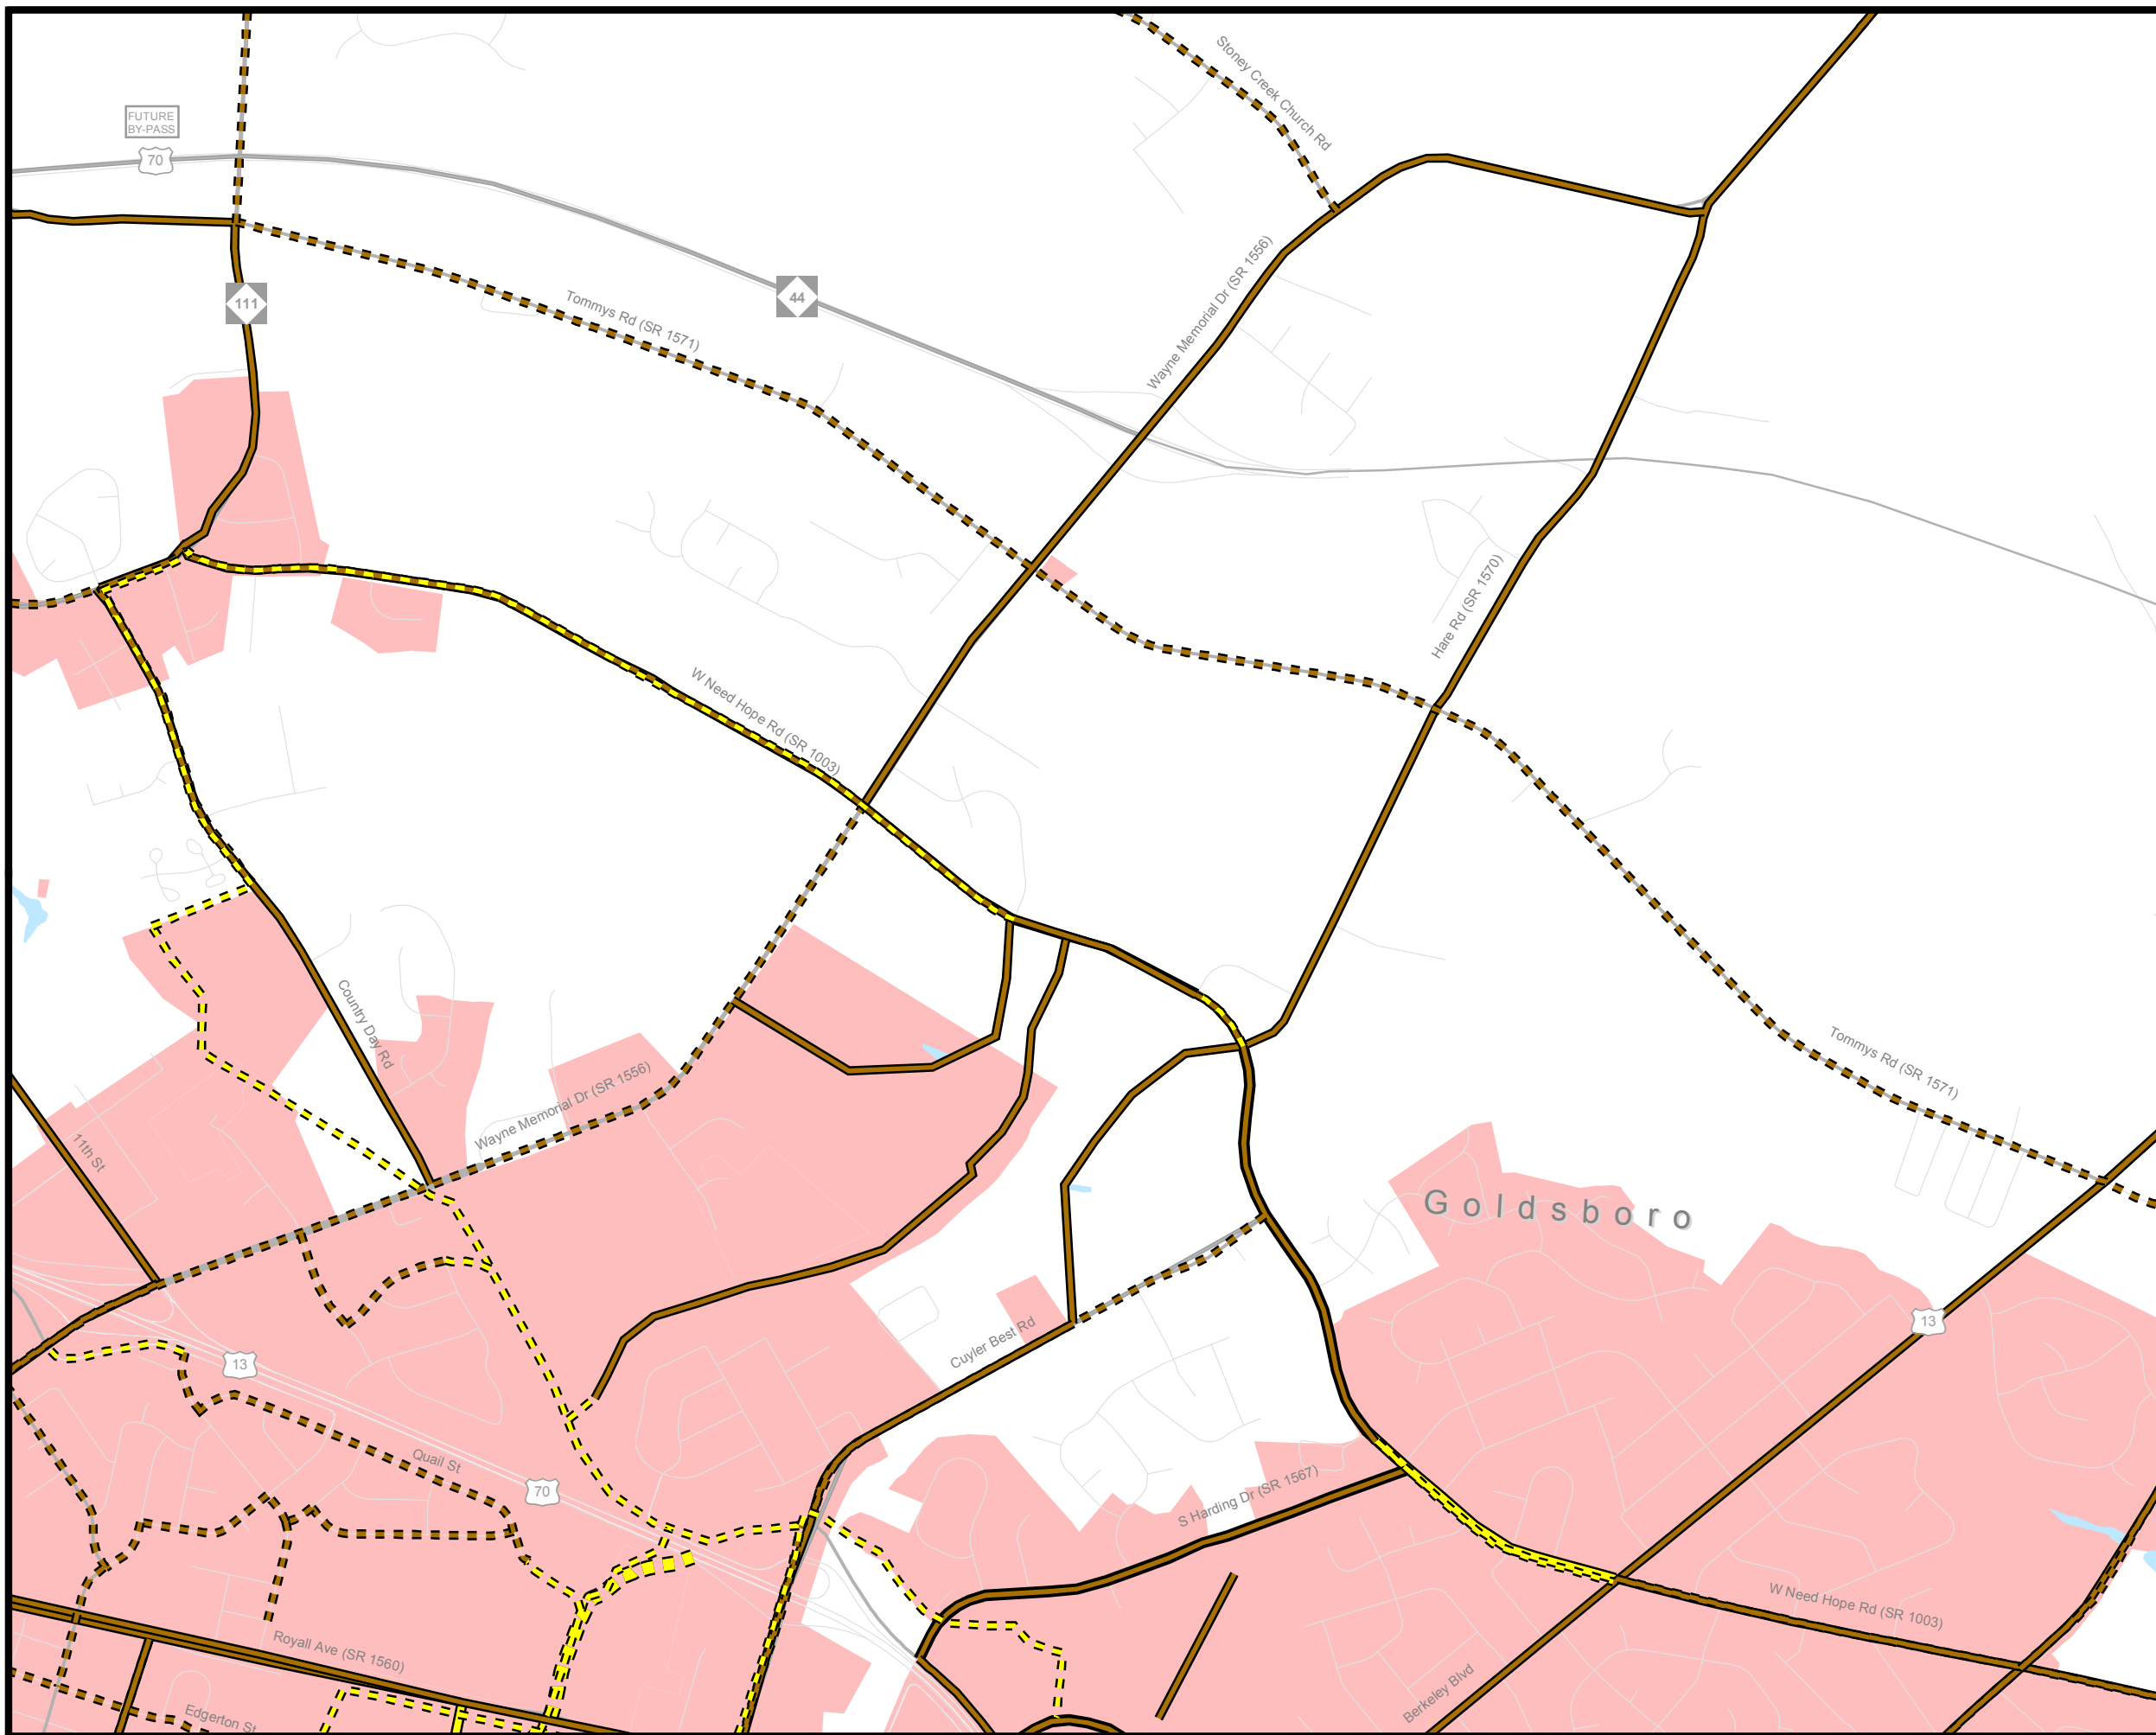 Stoney Creek Church Rd
FUTURE
BY-PASS
70
111
44
Tommys Rd (SR 1571)
Wayne Memorial Dr (SR 1556)
Hare Rd (SR 1570)
W Need Hope Rd (SR 1003)
Country Day Rd
Tommys Rd (SR 1571)
Wayne Memorial Dr (SR 1556)
11th St
Goldsboro
13
Cuyler Best Rd
13
Quail St
70
S Harding Dr (SR 1567)
W Need Hope Rd (SR 1003)
Royall Ave (SR 1560)
Berkeley Blvd
Edgerton St